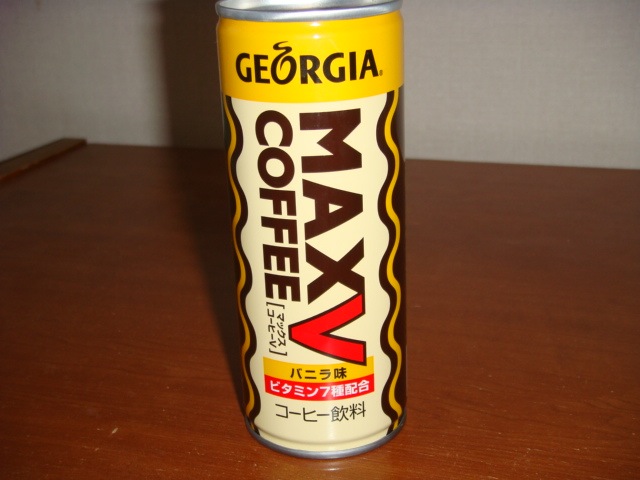 GEORGIA
MAX V
COFFEE
[マックス
コーヒーV]
バニラ味
ビタミン7種配合
コーヒー飲料